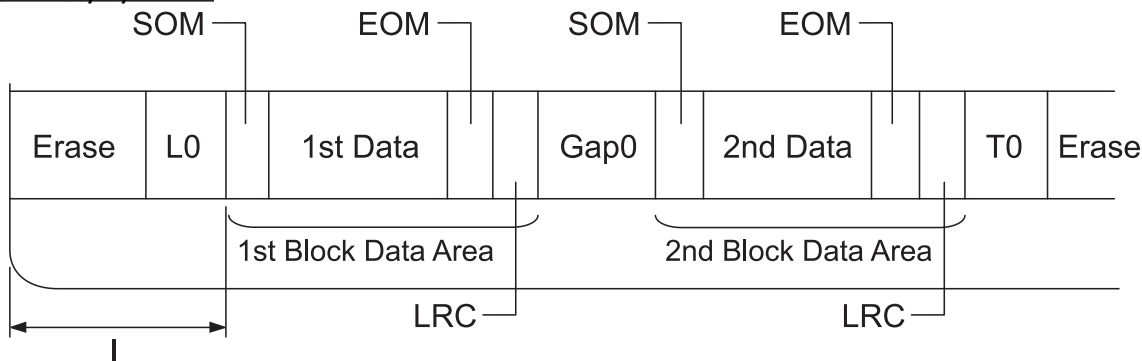 SOM EOM SOM EOM
Erase L0 1st Data Gap0 2nd Data T0 Erase
1st Block Data Area 2nd Block Data Area
LRC LRC
L